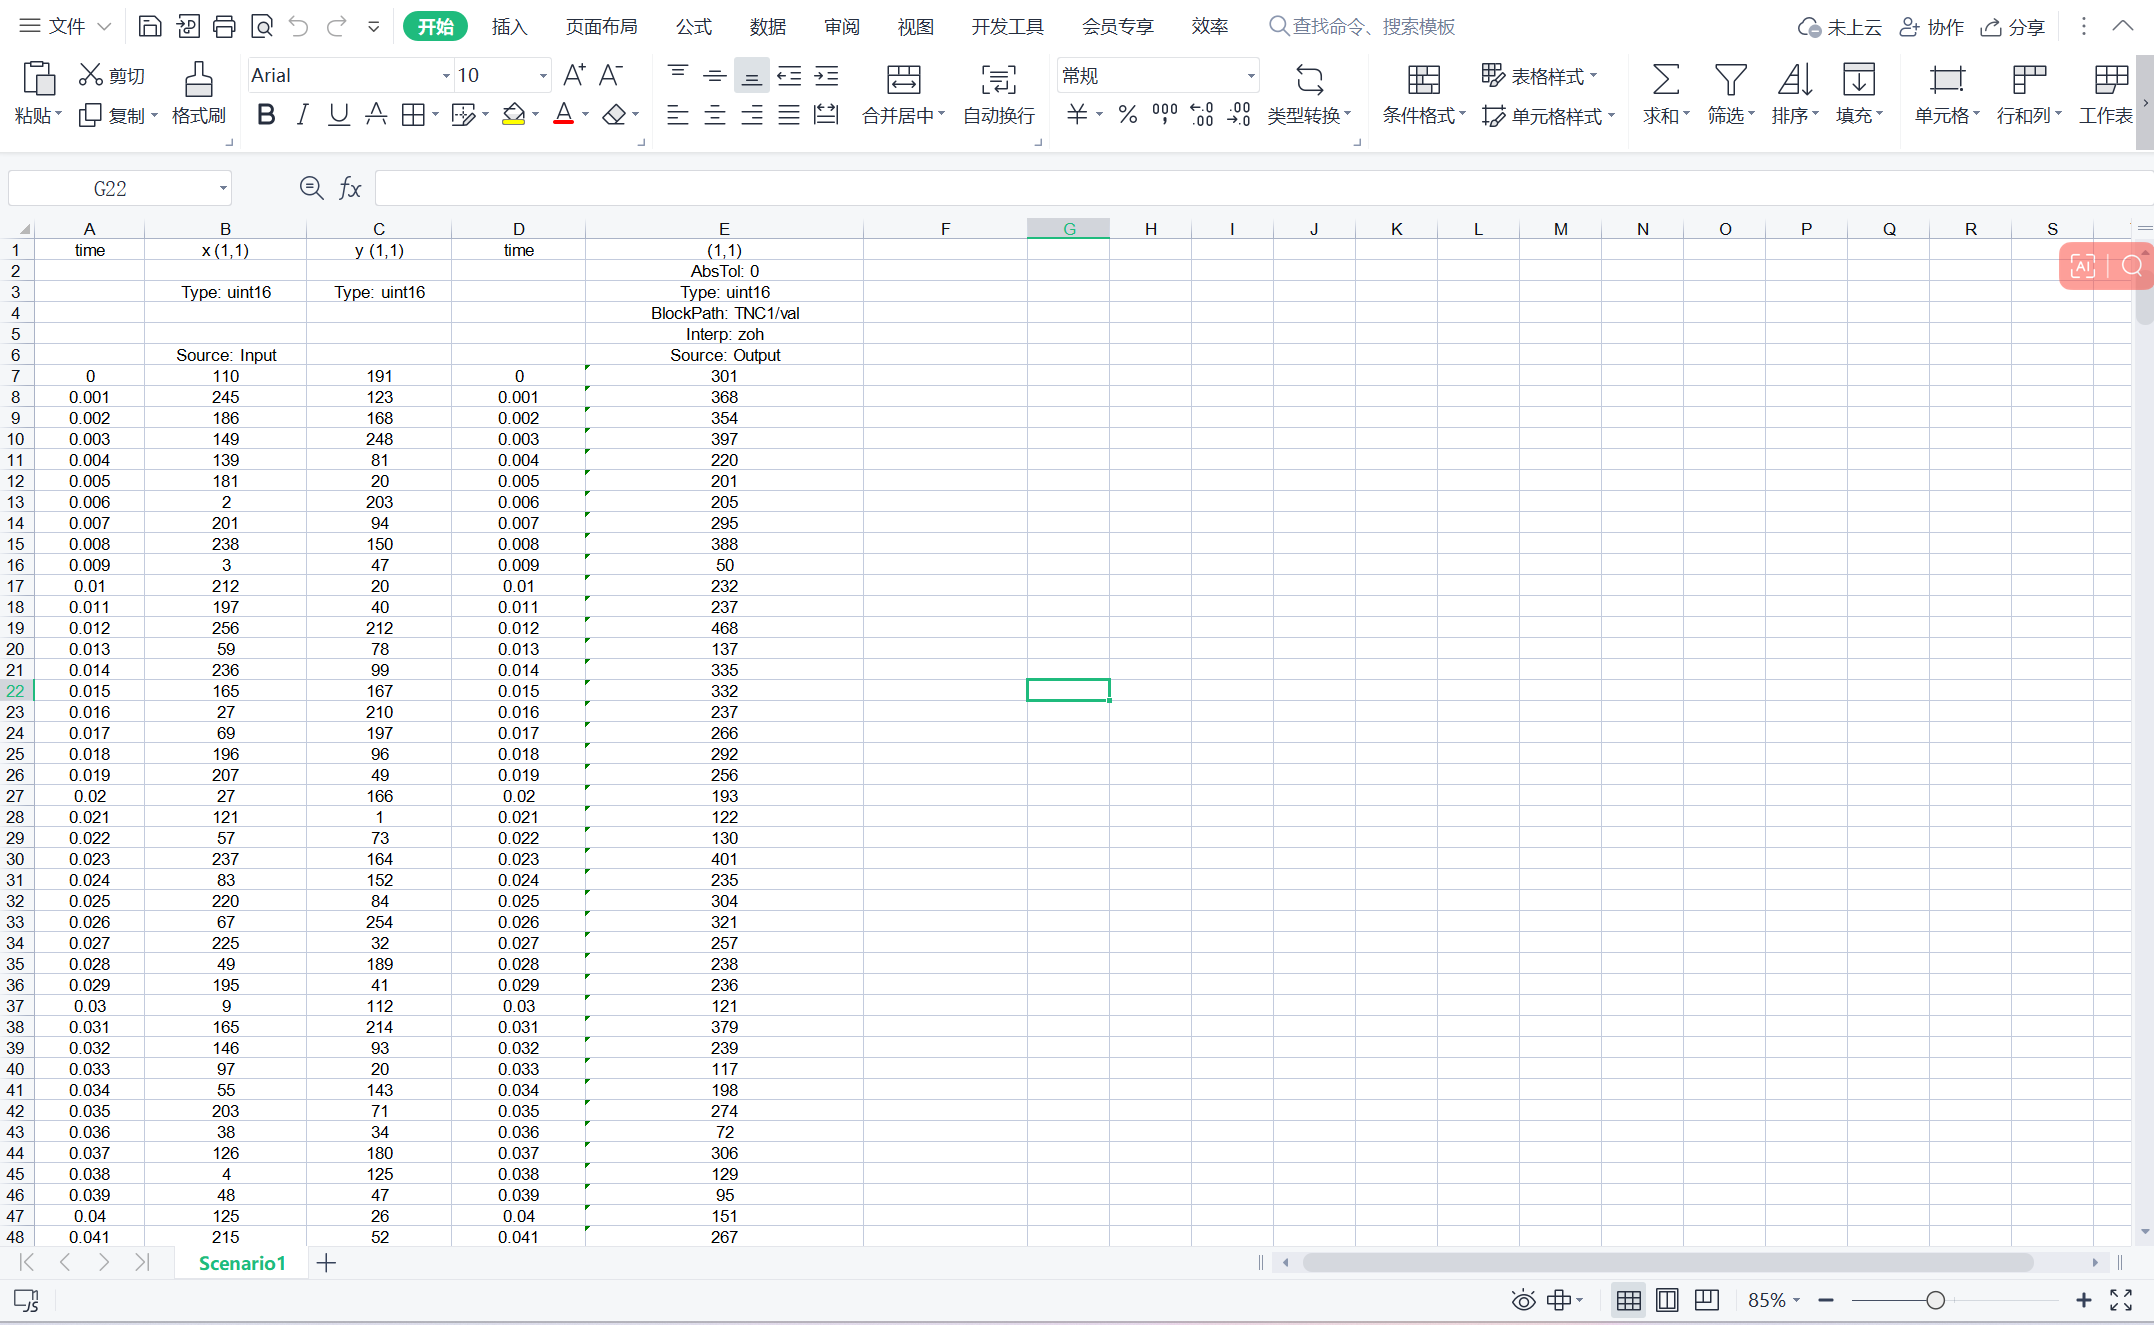 文件 开始 插入 页面布局 公式 数据 审阅 视图 开发工具 会员专享 效率 查找命令、搜索模板 未上云 协作 分享
粘贴 剪切 复制 格式刷 Arial 10 合并居中 自动换行 常规 类型转换 条件格式 表格样式 单元格样式 求和 筛选 排序 填充 单元格 行和列 工作表
G22 fx
A B C D E F G H I J K L M N O P Q R S
1 time x (1,1) y (1,1) time (1,1)
2 AbsTol: 0
3 Type: uint16 Type: uint16 Type: uint16
4 BlockPath: TNC1/val
5 Interp: zoh
6 Source: Input Source: Output
7 0 110 191 0 301
8 0.001 245 123 0.001 368
9 0.002 186 168 0.002 354
10 0.003 149 248 0.003 397
11 0.004 139 81 0.004 220
12 0.005 181 20 0.005 201
13 0.006 2 203 0.006 205
14 0.007 201 94 0.007 295
15 0.008 238 150 0.008 388
16 0.009 3 47 0.009 50
17 0.01 212 20 0.01 232
18 0.011 197 40 0.011 237
19 0.012 256 212 0.012 468
20 0.013 59 78 0.013 137
21 0.014 236 99 0.014 335
22 0.015 165 167 0.015 332
23 0.016 27 210 0.016 237
24 0.017 69 197 0.017 266
25 0.018 196 96 0.018 292
26 0.019 207 49 0.019 256
27 0.02 27 166 0.02 193
28 0.021 121 1 0.021 122
29 0.022 57 73 0.022 130
30 0.023 237 164 0.023 401
31 0.024 83 152 0.024 235
32 0.025 220 84 0.025 304
33 0.026 67 254 0.026 321
34 0.027 225 32 0.027 257
35 0.028 49 189 0.028 238
36 0.029 195 41 0.029 236
37 0.03 9 112 0.03 121
38 0.031 165 214 0.031 379
39 0.032 146 93 0.032 239
40 0.033 97 20 0.033 117
41 0.034 55 143 0.034 198
42 0.035 203 71 0.035 274
43 0.036 38 34 0.036 72
44 0.037 126 180 0.037 306
45 0.038 4 125 0.038 129
46 0.039 48 47 0.039 95
47 0.04 125 26 0.04 151
48 0.041 215 52 0.041 267
Scenario1
85%